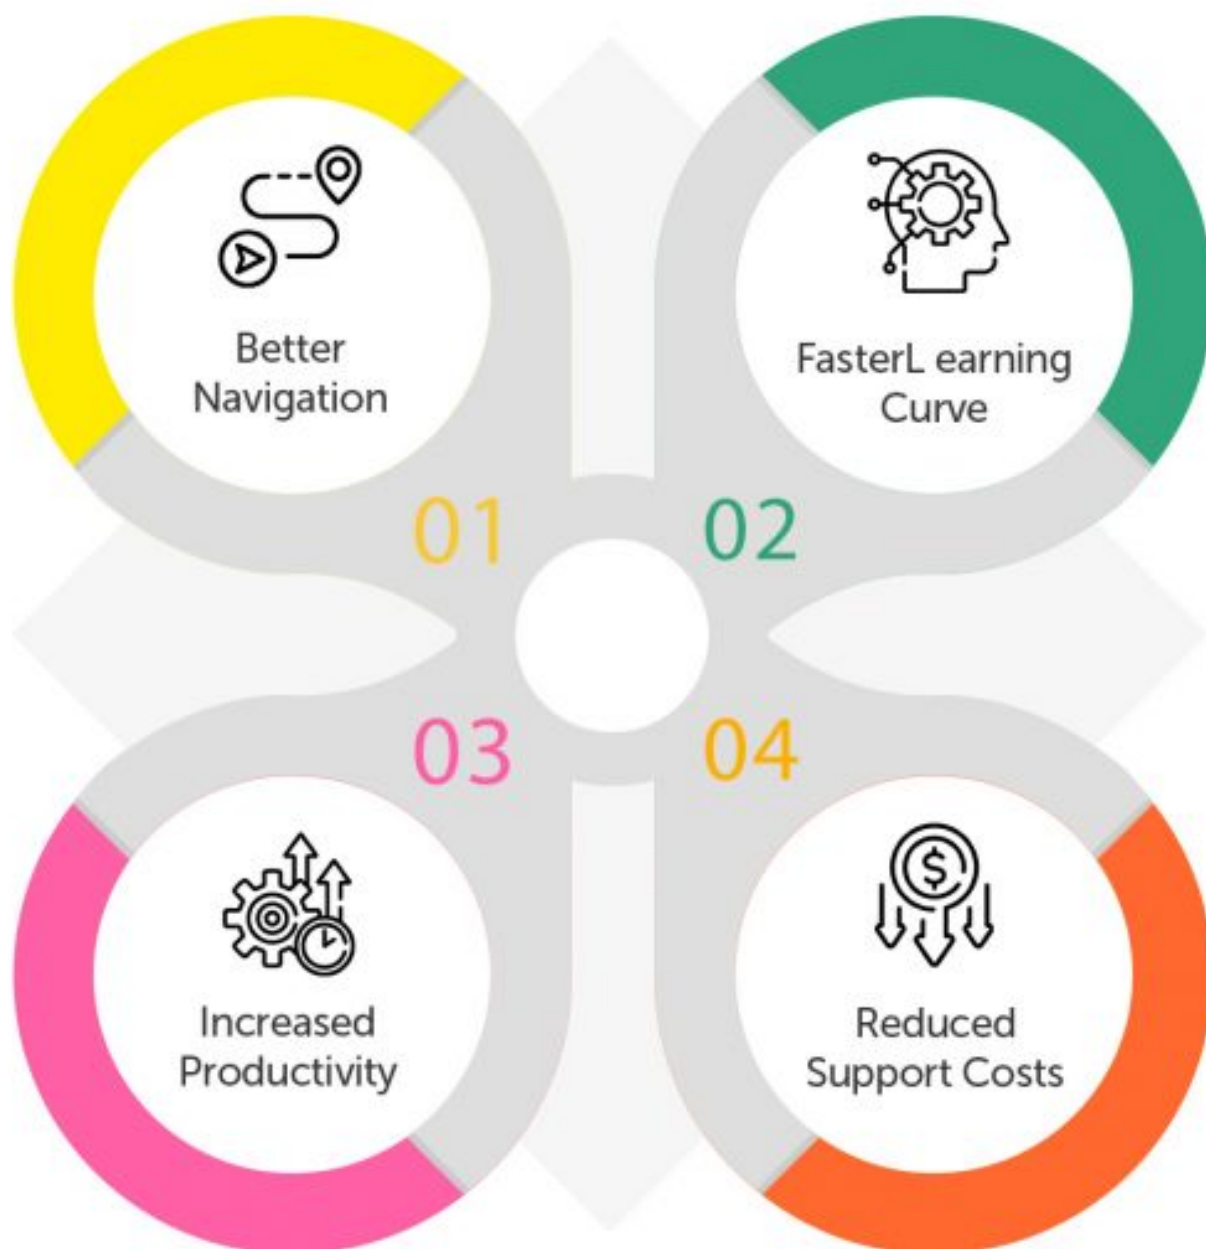 Better
Navigation
01
FasterL earning
Curve
02
03
Increased
Productivity
04
$
Reduced
Support Costs